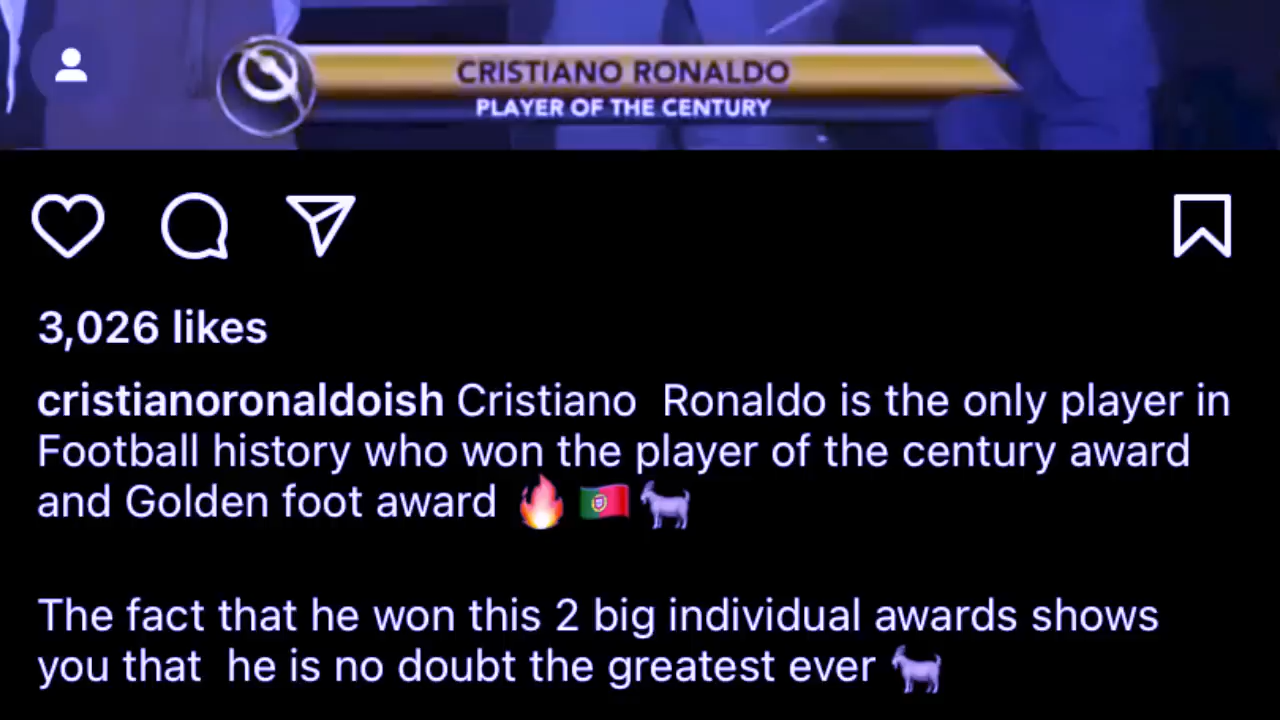 CRISTIANO RONALDO
PLAYER OF THE CENTURY
3,026 likes
cristianoronaldoish Cristiano  Ronaldo is the only player in
Football history who won the player of the century award
and Golden foot award 🔥 🇵🇹 🐐
The fact that he won this 2 big individual awards shows
you that  he is no doubt the greatest ever 🐐